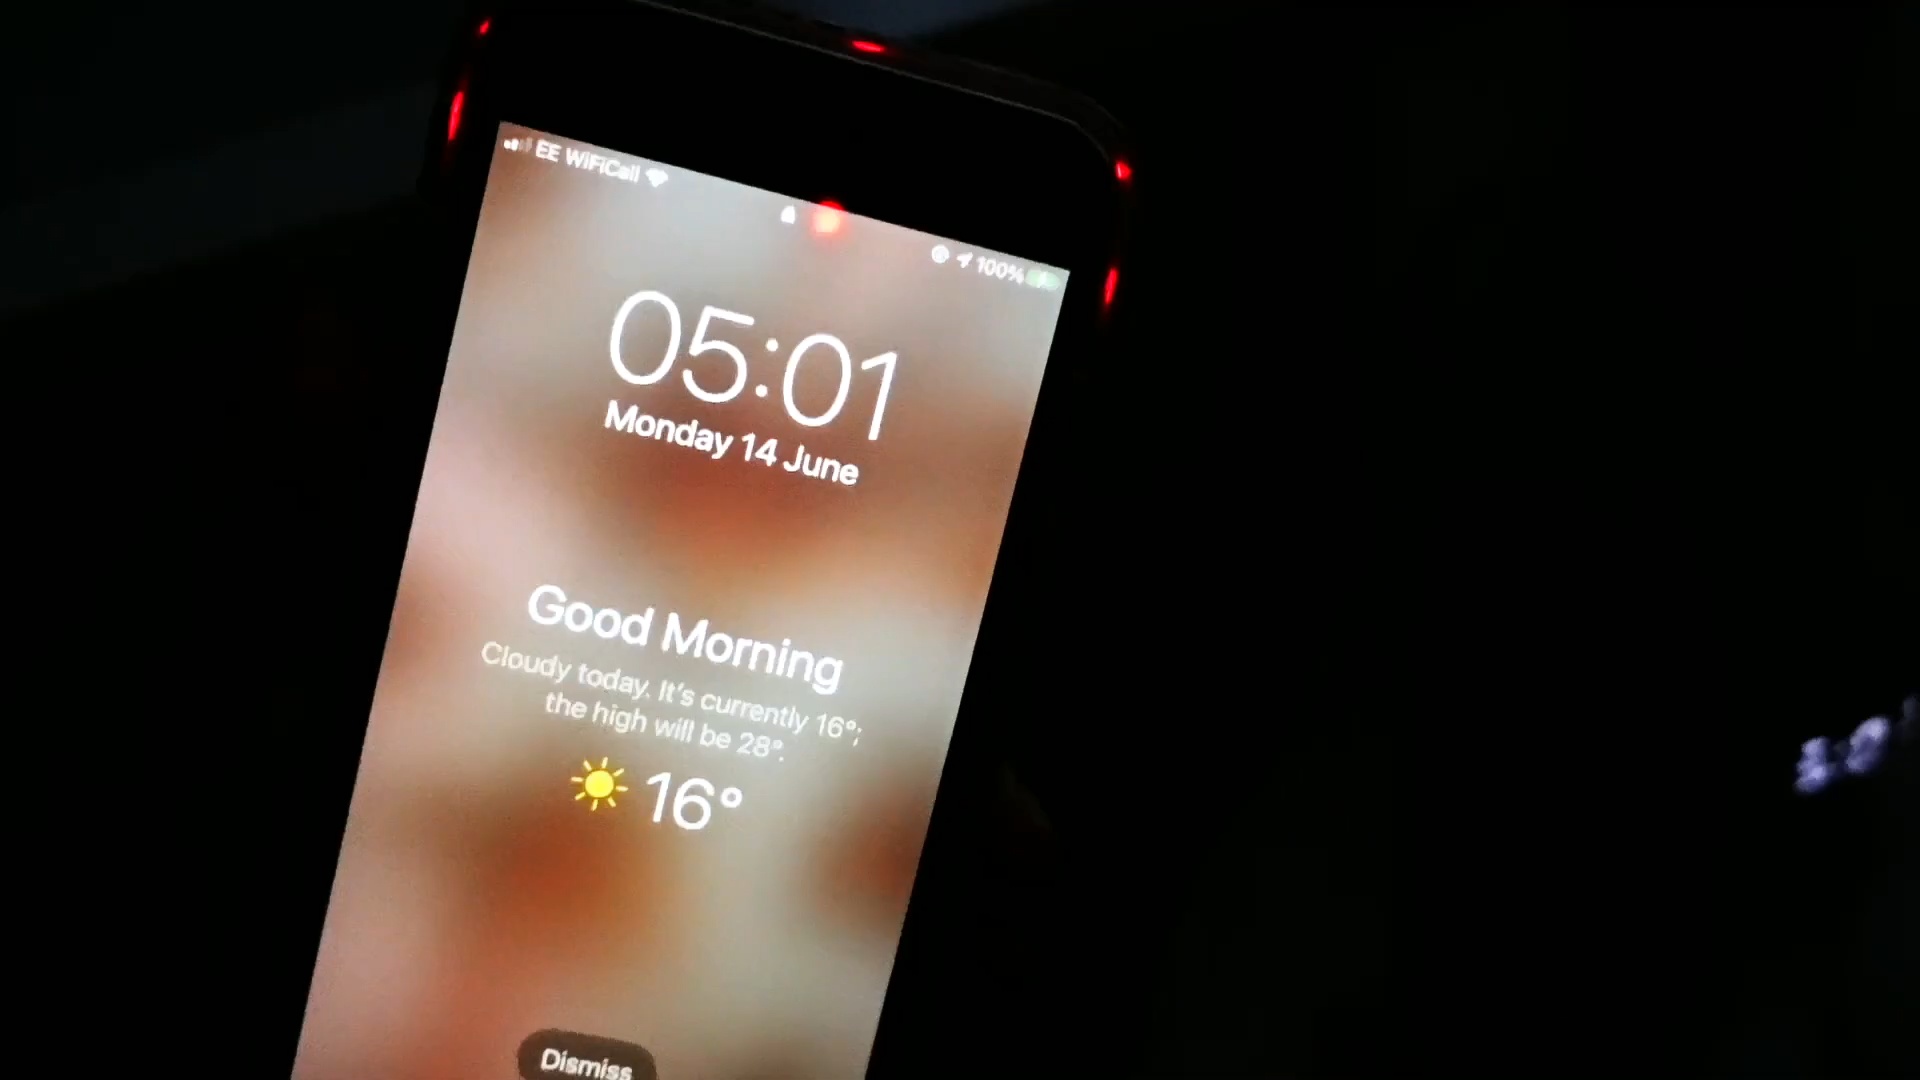 EE WiFiCall
100%
05:01
Monday 14 June
Good Morning
Cloudy today. It's currently 16°;
the high will be 28°.
16°
Dismiss